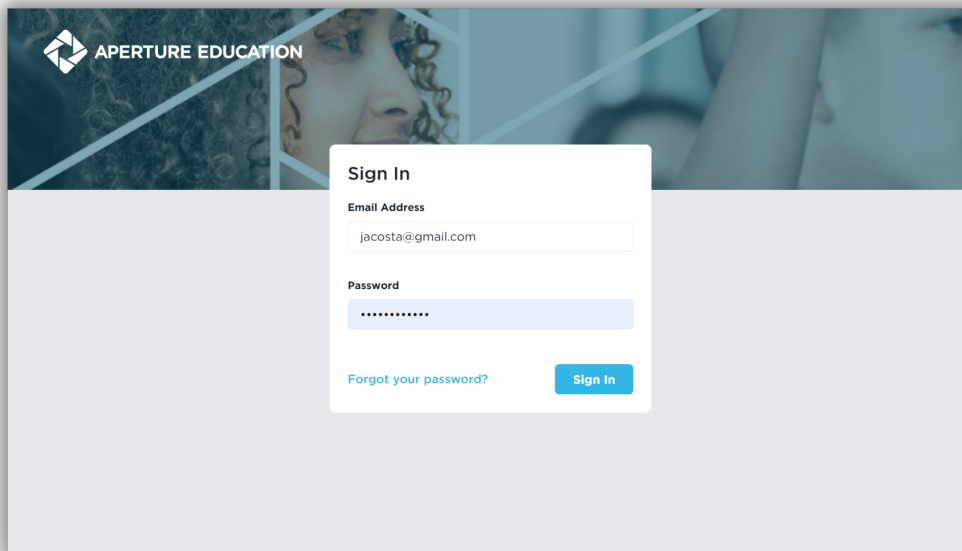 APERTURE EDUCATION
Sign In
Email Address
jacosta@gmail.com
Password
••••••••••••
Forgot your password?
Sign In